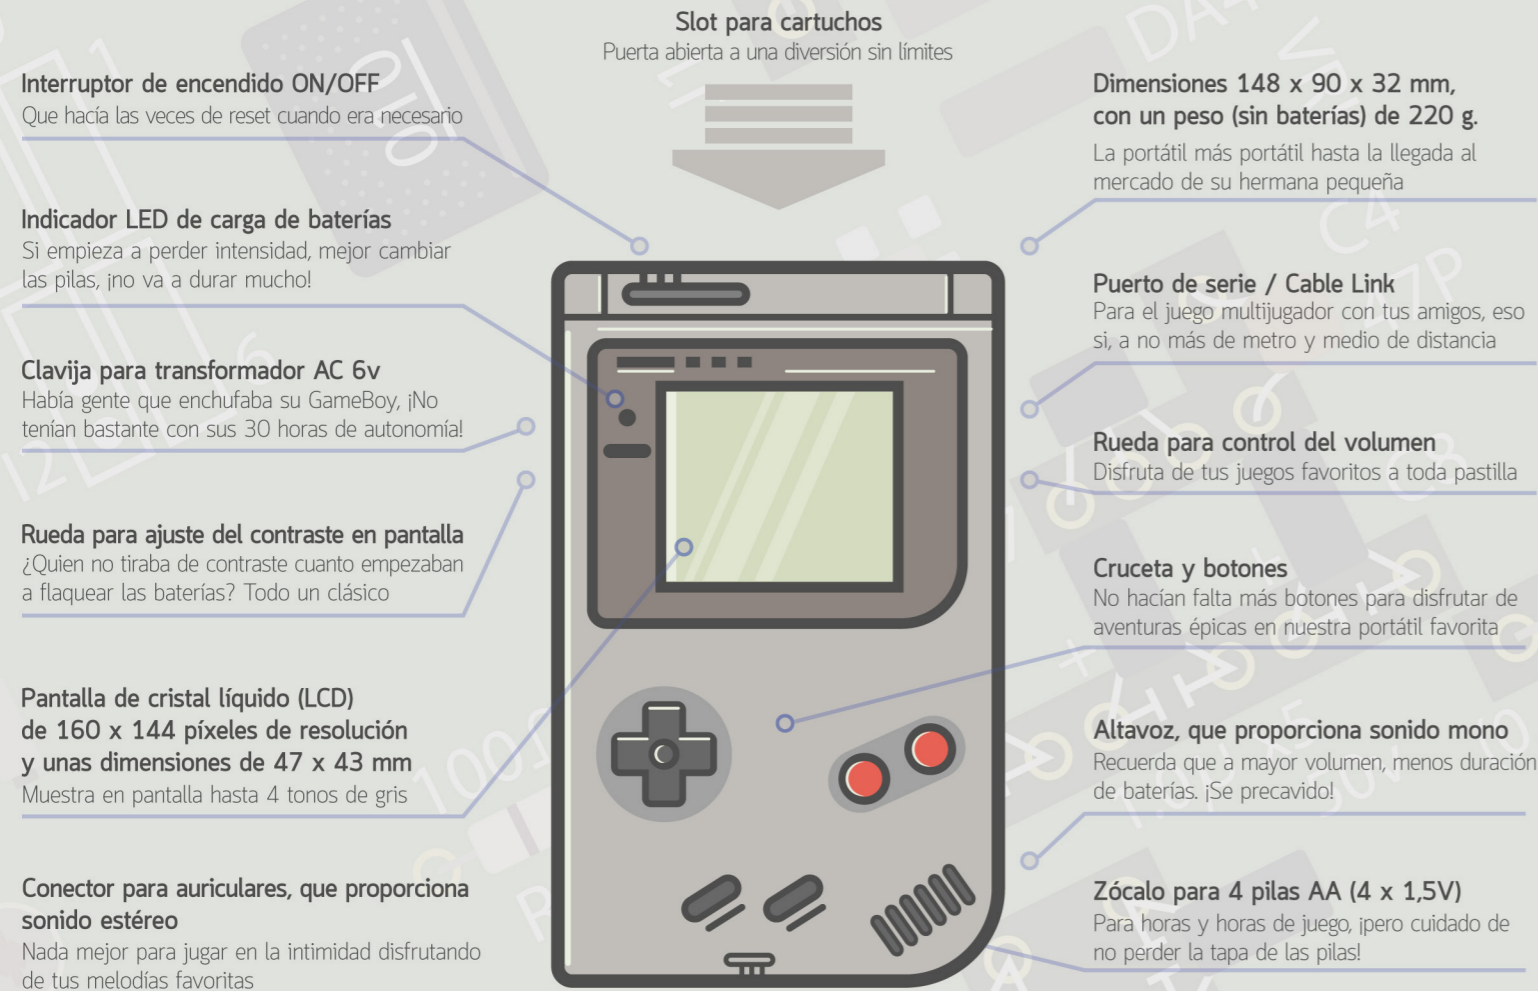 Slot para cartuchos
Puerta abierta a una diversión sin límites
Interruptor de encendido ON/OFF
Que hacía las veces de reset cuando era necesario
Indicador LED de carga de baterías
Si empieza a perder intensidad, mejor cambiar
las pilas, ¡no va a durar mucho!
Clavija para transformador AC 6v
Había gente que enchufaba su GameBoy, ¡No
tenían bastante con sus 30 horas de autonomía!
Rueda para ajuste del contraste en pantalla
¿Quien no tiraba de contraste cuanto empezaban
a flaquear las baterías? Todo un clásico
Pantalla de cristal líquido (LCD)
de 160 x 144 píxeles de resolución
y unas dimensiones de 47 x 43 mm
Muestra en pantalla hasta 4 tonos de gris
Conector para auriculares, que proporciona
sonido estéreo
Nada mejor para jugar en la intimidad disfrutando
de tus melodías favoritas
Dimensiones 148 x 90 x 32 mm,
con un peso (sin baterías) de 220 g.
La portátil más portátil hasta la llegada al
mercado de su hermana pequeña
Puerto de serie / Cable Link
Para el juego multijugador con tus amigos, eso
si, a no más de metro y medio de distancia
Rueda para control del volumen
Disfruta de tus juegos favoritos a toda pastilla
Cruceta y botones
No hacían falta más botones para disfrutar de
aventuras épicas en nuestra portátil favorita
Altavoz, que proporciona sonido mono
Recuerda que a mayor volumen, menos duración
de baterías. ¡Se precavido!
Zócalo para 4 pilas AA (4 x 1,5V)
Para horas y horas de juego, ¡pero cuidado de
no perder la tapa de las pilas!
C4
47P
C8
12
6